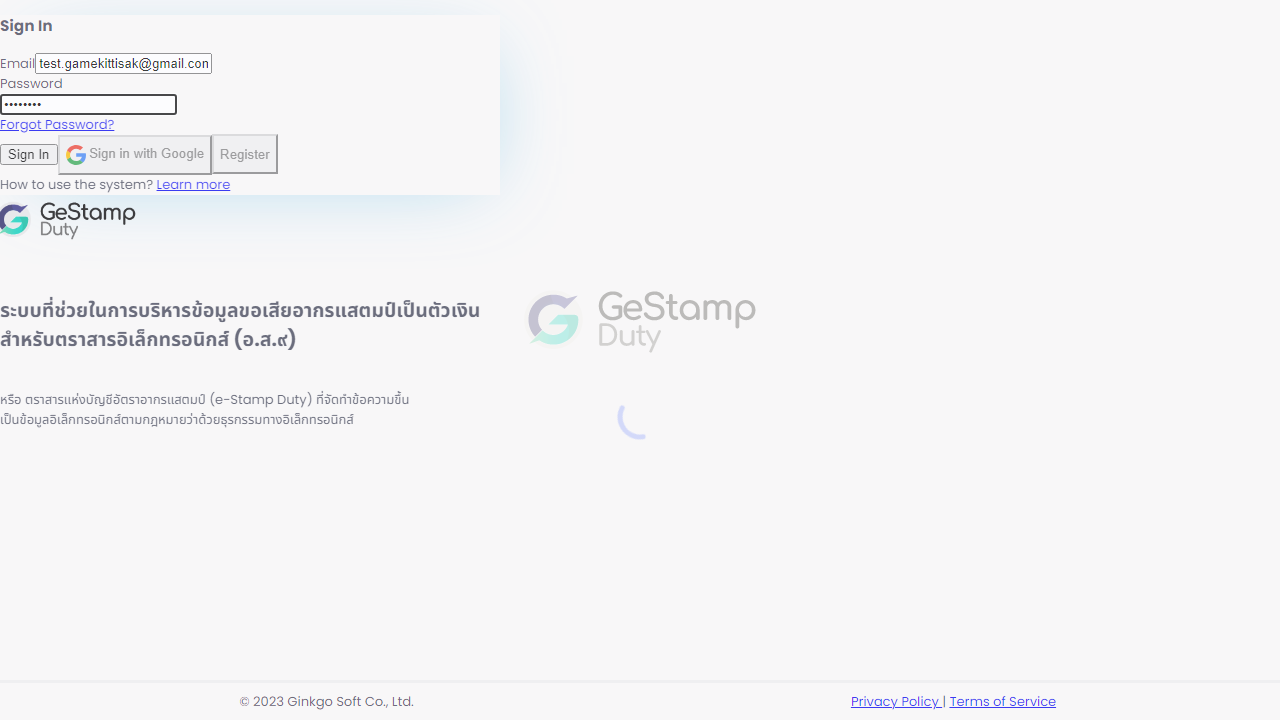 Sign In
Email test.gamekittisak@gmail.con
Password
••••••••
Forgot Password?
Sign In Sign in with Google Register
How to use the system? Learn more
GeStamp
Duty
ระบบที่ช่วยในการบริหารข้อมูลขอเสียอากรแสตมป์เป็นตัวเงิน
สำหรับตราสารอิเล็กทรอนิกส์ (อ.ส.๙)
GeStamp
Duty
หรือ ตราสารแห่งบัญชีอัตราอากรแสตมป์ (e-Stamp Duty) ที่จัดทำข้อความขึ้น
เป็นข้อมูลอิเล็กทรอนิกส์ตามกฎหมายว่าด้วยธุรกรรมทางอิเล็กทรอนิกส์
© 2023 Ginkgo Soft Co., Ltd.
Privacy Policy | Terms of Service